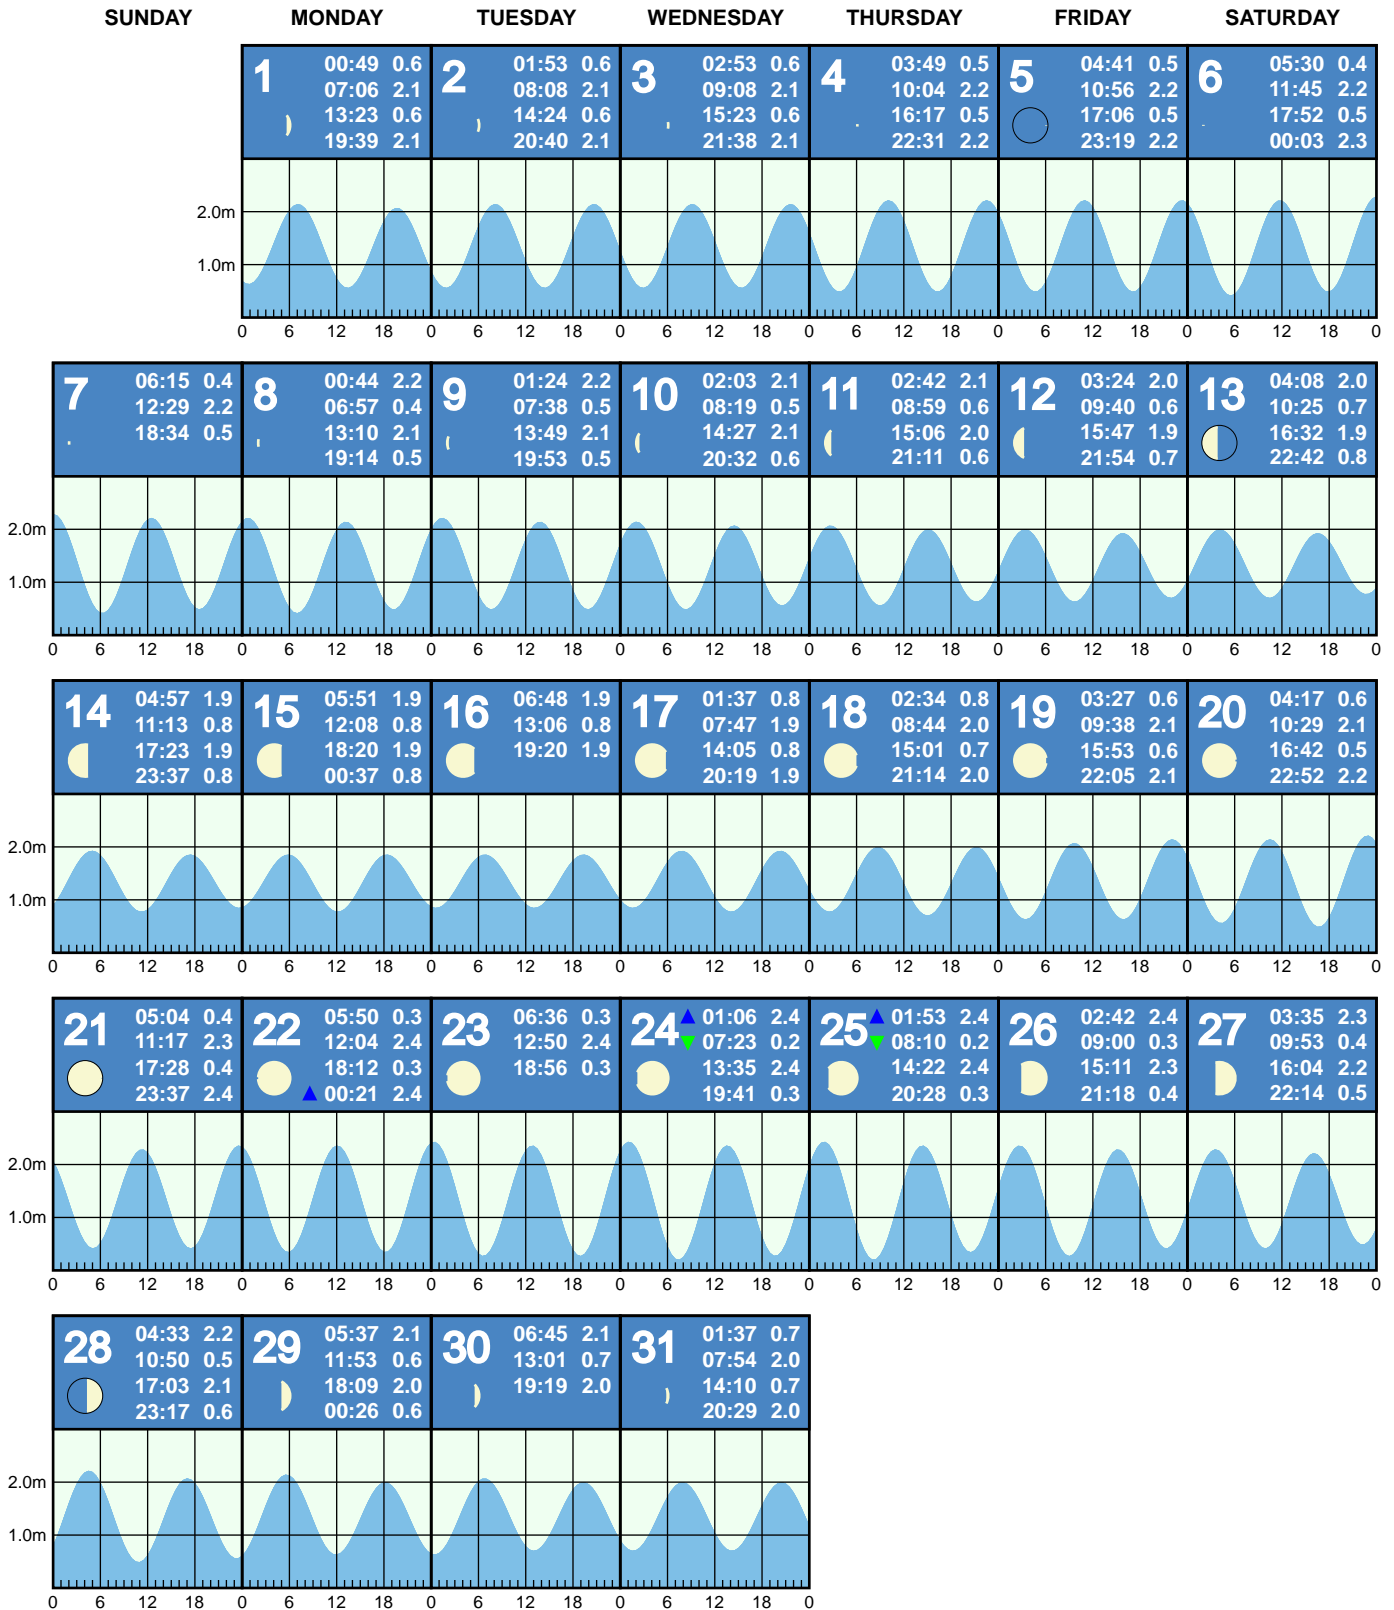 SUNDAY MONDAY TUESDAY WEDNESDAY THURSDAY FRIDAY SATURDAY
1 00:49 0.6
07:06 2.1
13:23 0.6
19:39 2.1
2 01:53 0.6
08:08 2.1
14:24 0.6
20:40 2.1
3 02:53 0.6
09:08 2.1
15:23 0.6
21:38 2.1
4 03:49 0.5
10:04 2.2
16:17 0.5
22:31 2.2
5 04:41 0.5
10:56 2.2
17:06 0.5
23:19 2.2
6 05:30 0.4
11:45 2.2
17:52 0.5
00:03 2.3
2.0m
1.0m
0 6 12 18 0 6 12 18 0 6 12 18 0 6 12 18 0 6 12 18 0 6 12 18 0
7 06:15 0.4
12:29 2.2
18:34 0.5
8 00:44 2.2
06:57 0.4
13:10 2.1
19:14 0.5
9 01:24 2.2
07:38 0.5
13:49 2.1
19:53 0.5
10 02:03 2.1
08:19 0.5
14:27 2.1
20:32 0.6
11 02:42 2.1
08:59 0.6
15:06 2.0
21:11 0.6
12 03:24 2.0
09:40 0.6
15:47 1.9
21:54 0.7
13 04:08 2.0
10:25 0.7
16:32 1.9
22:42 0.8
2.0m
1.0m
0 6 12 18 0 6 12 18 0 6 12 18 0 6 12 18 0 6 12 18 0 6 12 18 0 6 12 18 0
14 04:57 1.9
11:13 0.8
17:23 1.9
23:37 0.8
15 05:51 1.9
12:08 0.8
18:20 1.9
00:37 0.8
16 06:48 1.9
13:06 0.8
19:20 1.9
17 01:37 0.8
07:47 1.9
14:05 0.8
20:19 1.9
18 02:34 0.8
08:44 2.0
15:01 0.7
21:14 2.0
19 03:27 0.6
09:38 2.1
15:53 0.6
22:05 2.1
20 04:17 0.6
10:29 2.1
16:42 0.5
22:52 2.2
2.0m
1.0m
0 6 12 18 0 6 12 18 0 6 12 18 0 6 12 18 0 6 12 18 0 6 12 18 0 6 12 18 0
21 05:04 0.4
11:17 2.3
17:28 0.4
23:37 2.4
22 05:50 0.3
12:04 2.4
18:12 0.3
00:21 2.4
23 06:36 0.3
12:50 2.4
18:56 0.3
24 01:06 2.4
07:23 0.2
13:35 2.4
19:41 0.3
25 01:53 2.4
08:10 0.2
14:22 2.4
20:28 0.3
26 02:42 2.4
09:00 0.3
15:11 2.3
21:18 0.4
27 03:35 2.3
09:53 0.4
16:04 2.2
22:14 0.5
2.0m
1.0m
0 6 12 18 0 6 12 18 0 6 12 18 0 6 12 18 0 6 12 18 0 6 12 18 0 6 12 18 0
28 04:33 2.2
10:50 0.5
17:03 2.1
23:17 0.6
29 05:37 2.1
11:53 0.6
18:09 2.0
00:26 0.6
30 06:45 2.1
13:01 0.7
19:19 2.0
31 01:37 0.7
07:54 2.0
14:10 0.7
20:29 2.0
2.0m
1.0m
0 6 12 18 0 6 12 18 0 6 12 18 0 6 12 18 0